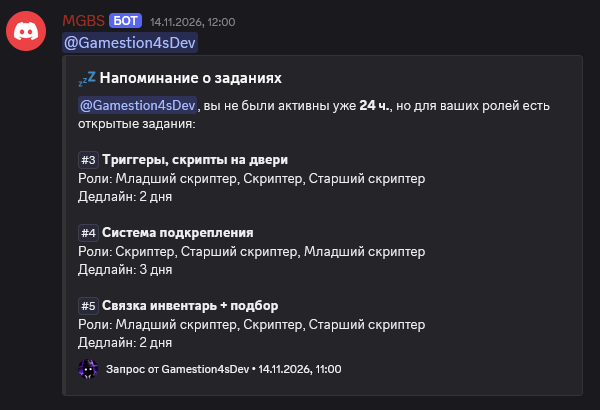 MGBS БОТ 14.11.2026, 12:00
@Gamestion4sDev
zzZ Напоминание о заданиях
@Gamestion4sDev, вы не были активны уже 24 ч., но для ваших ролей есть
открытые задания:
#3 Триггеры, скрипты на двери
Роли: Младший скриптер, Скриптер, Старший скриптер
Дедлайн: 2 дня
#4 Система подкрепления
Роли: Скриптер, Старший скриптер, Младший скриптер
Дедлайн: 3 дня
#5 Связка инвентарь + подбор
Роли: Младший скриптер, Скриптер, Старший скриптер
Дедлайн: 2 дня
Запрос от Gamestion4sDev • 14.11.2026, 11:00